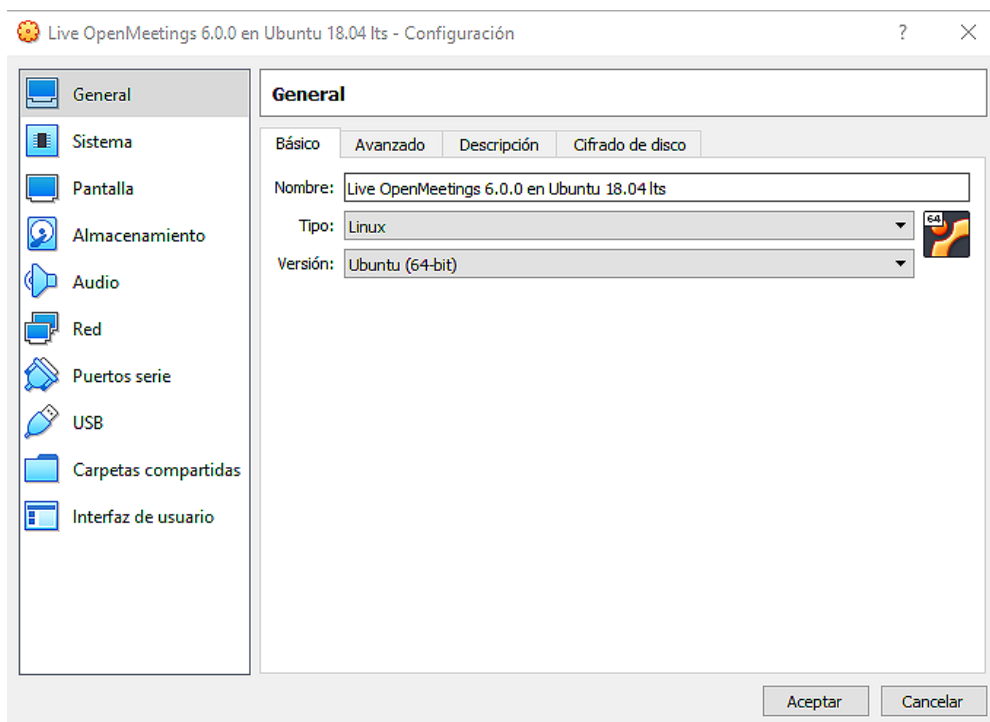 Live OpenMeetings 6.0.0 en Ubuntu 18.04 lts - Configuración
?
General
Sistema
Pantalla
Almacenamiento
Audio
Red
Puertos serie
USB
Carpetas compartidas
Interfaz de usuario
General
Básico Avanzado Descripción Cifrado de disco
Nombre: Live OpenMeetings 6.0.0 en Ubuntu 18.04 lts
Tipo: Linux
64
Versión: Ubuntu (64-bit)
Aceptar Cancelar